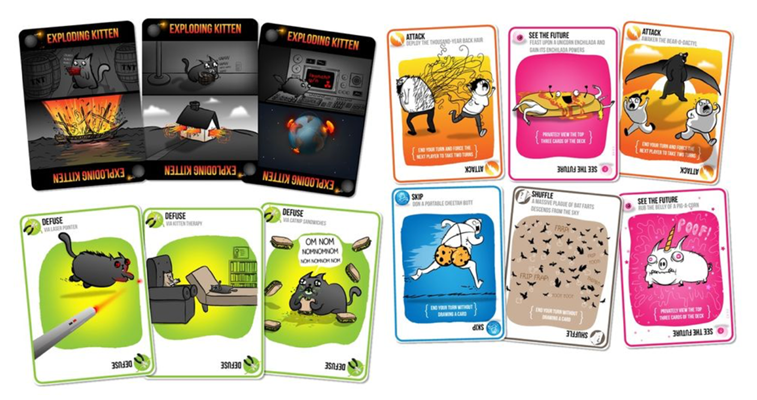 EXPLODING KITTEN
TNT
TNT
EXPLODING KITTEN
EXPLODING KITTEN
EXPLODING KITTEN
EXPLODING KITTEN
EXPLODING KITTEN
ATTACK
DEPLOY THE THOUSAND-YEAR BACK HAIR
END YOUR TURN AND FORCE THE
NEXT PLAYER TO TAKE TWO TURNS
ATTACK
SEE THE FUTURE
FEAST UPON A UNICORN ENCHILADA AND
GAIN ITS ENCHILADA POWERS
PRIVATELY VIEW THE TOP
THREE CARDS OF THE DECK
SEE THE FUTURE
ATTACK
AWAKEN THE BEAR-O-DACTYL
END YOUR TURN AND FORCE THE
NEXT PLAYER TO TAKE TWO TURNS
ATTACK
DEFUSE
VIA LASER POINTER
DEFUSE
DEFUSE
VIA KITTEN THERAPY
DEFUSE
DEFUSE
VIA CATNIP SANDWICHES
OM NOM
NOMNOMNOM
NOM NOMNOM NOM
DEFUSE
SKIP
DON A PORTABLE CHEETAH BUTT
END YOUR TURN WITHOUT
DRAWING A CARD
SKIP
SHUFFLE
A MASSIVE PLAGUE OF BAT FARTS
DESCENDS FROM THE SKY
END YOUR TURN WITHOUT
DRAWING A CARD
SHUFFLE
SEE THE FUTURE
RUB THE BELLY OF A PIG-A-CORN
POOF!
PRIVATELY VIEW THE TOP
THREE CARDS OF THE DECK
SEE THE FUTURE